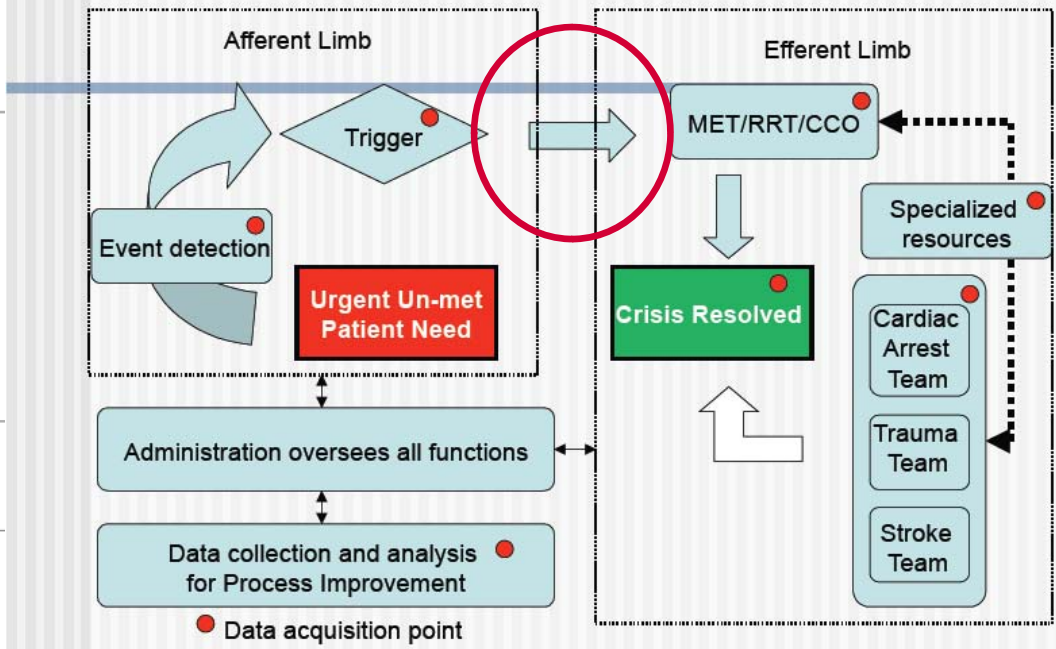 Afferent Limb
Trigger
Event detection
Urgent Un-met
Patient Need
Efferent Limb
MET/RRT/CCO
Specialized
resources
Crisis Resolved
Cardiac
Arrest
Team
Trauma
Team
Stroke
Team
Administration oversees all functions
Data collection and analysis
for Process Improvement
Data acquisition point